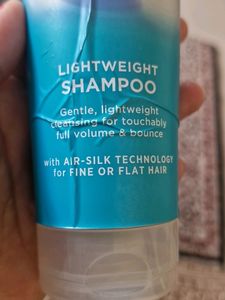 LIGHTWEIGHT
SHAMPOO
Gentle, lightweight
cleansing for touchably
full volume & bounce
with AIR-SILK TECHNOLOGY
for FINE OR FLAT HAIR